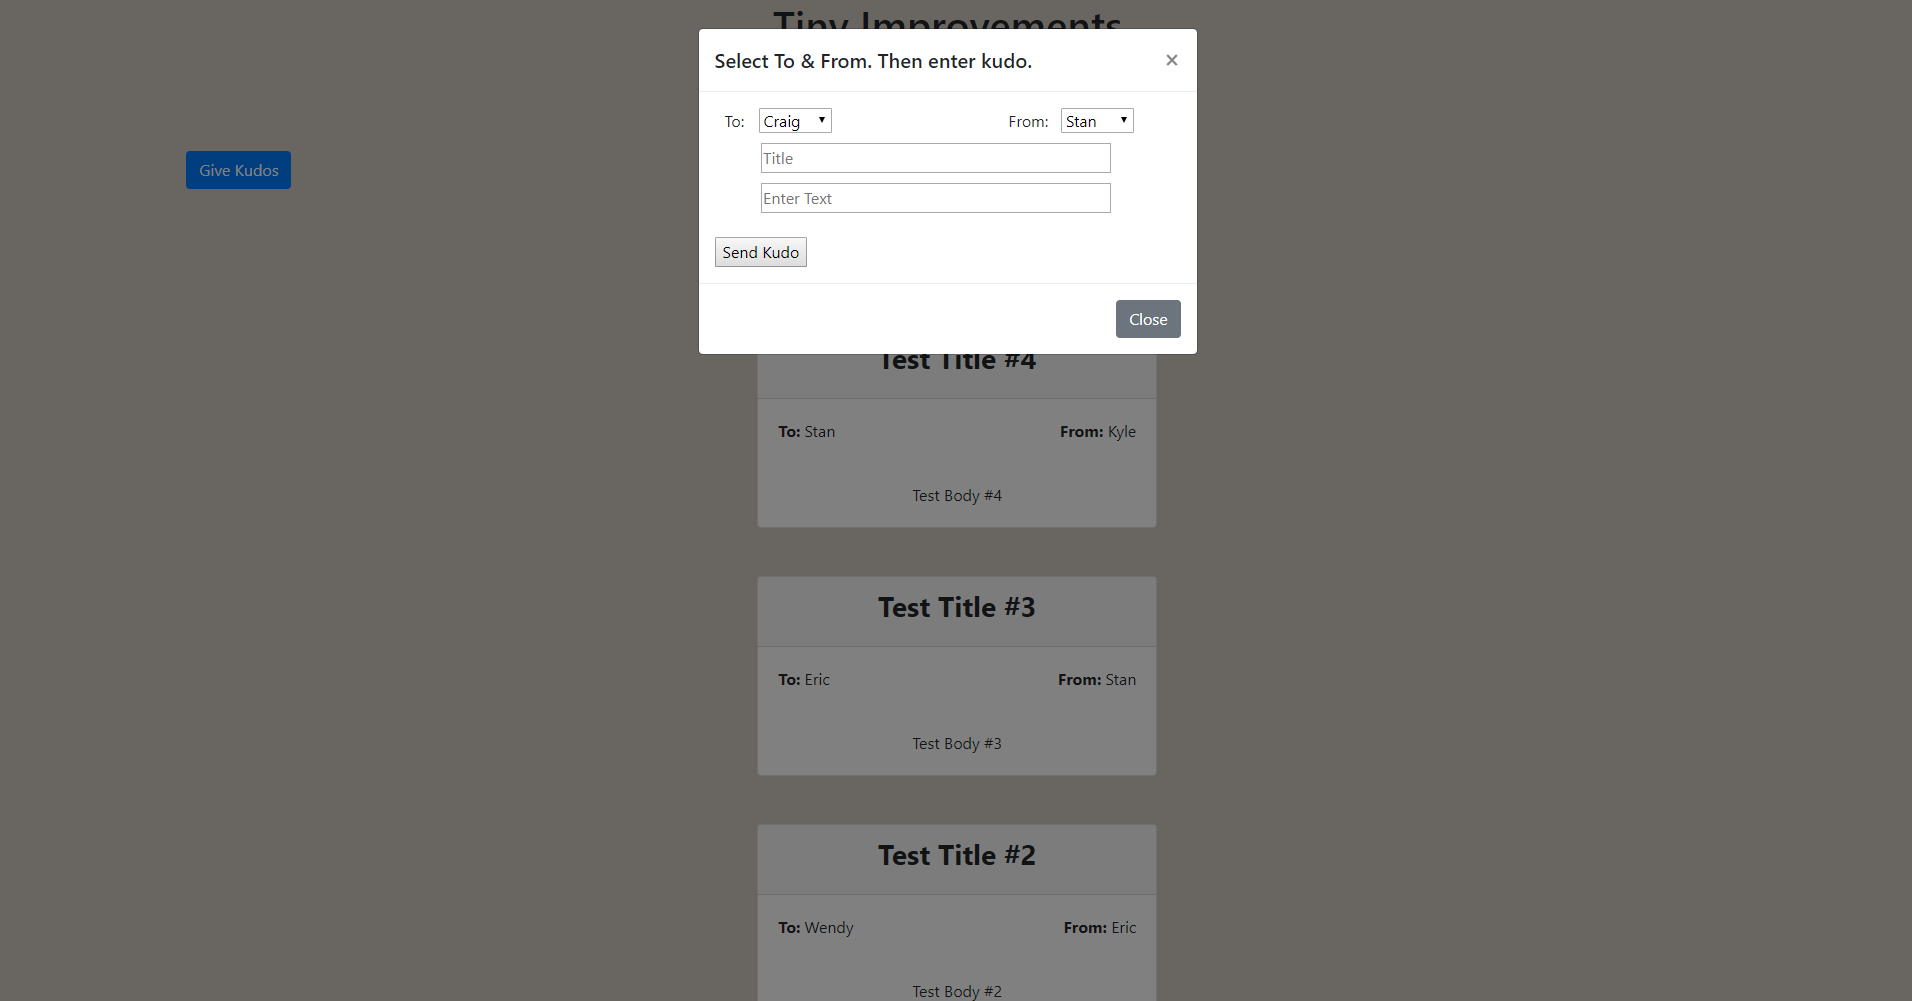 Tiny Improvements
Select To & From. Then enter kudo.
×
To: Craig From: Stan
Title
Give Kudos
Enter Text
Send Kudo
Close
Test Title #4
To: Stan From: Kyle
Test Body #4
Test Title #3
To: Eric From: Stan
Test Body #3
Test Title #2
To: Wendy From: Eric
Test Body #2